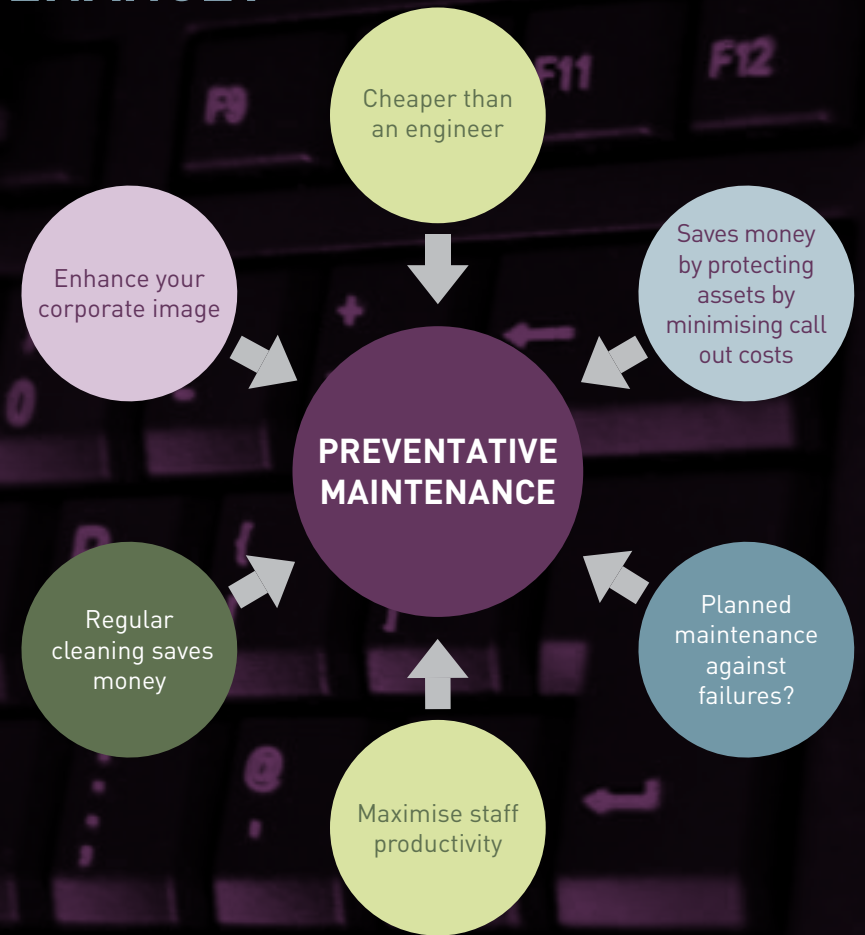 F9
F11
F12
Cheaper than
an engineer
Enhance your
corporate image
Saves money
by protecting
assets by
minimising call
out costs
+
-
0
PREVENTATIVE
MAINTENANCE
{
Regular
cleaning saves
money
Planned
maintenance
against
failures?
@
Maximise staff
productivity